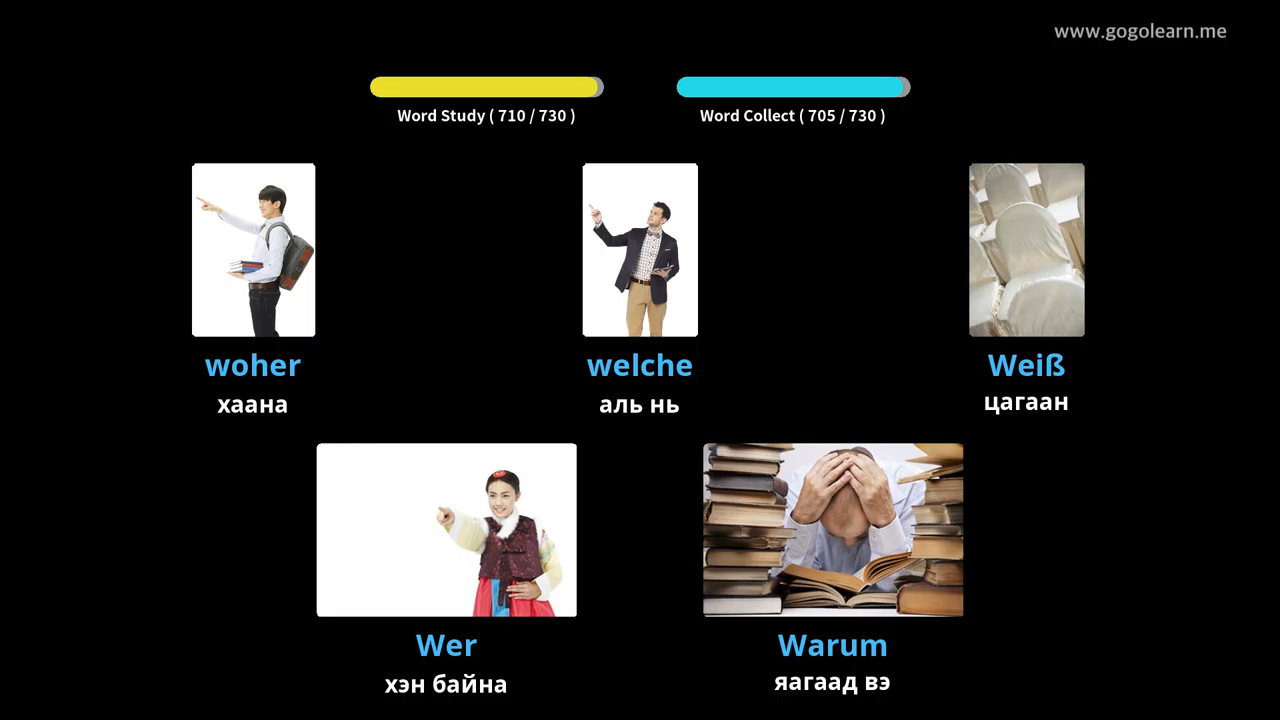 www.gogolearn.me
Word Study ( 710 / 730 )
Word Collect ( 705 / 730 )
woher
хаана
welche
аль нь
Weiß
цагаан
Wer
хэн байна
Warum
яагаад вэ